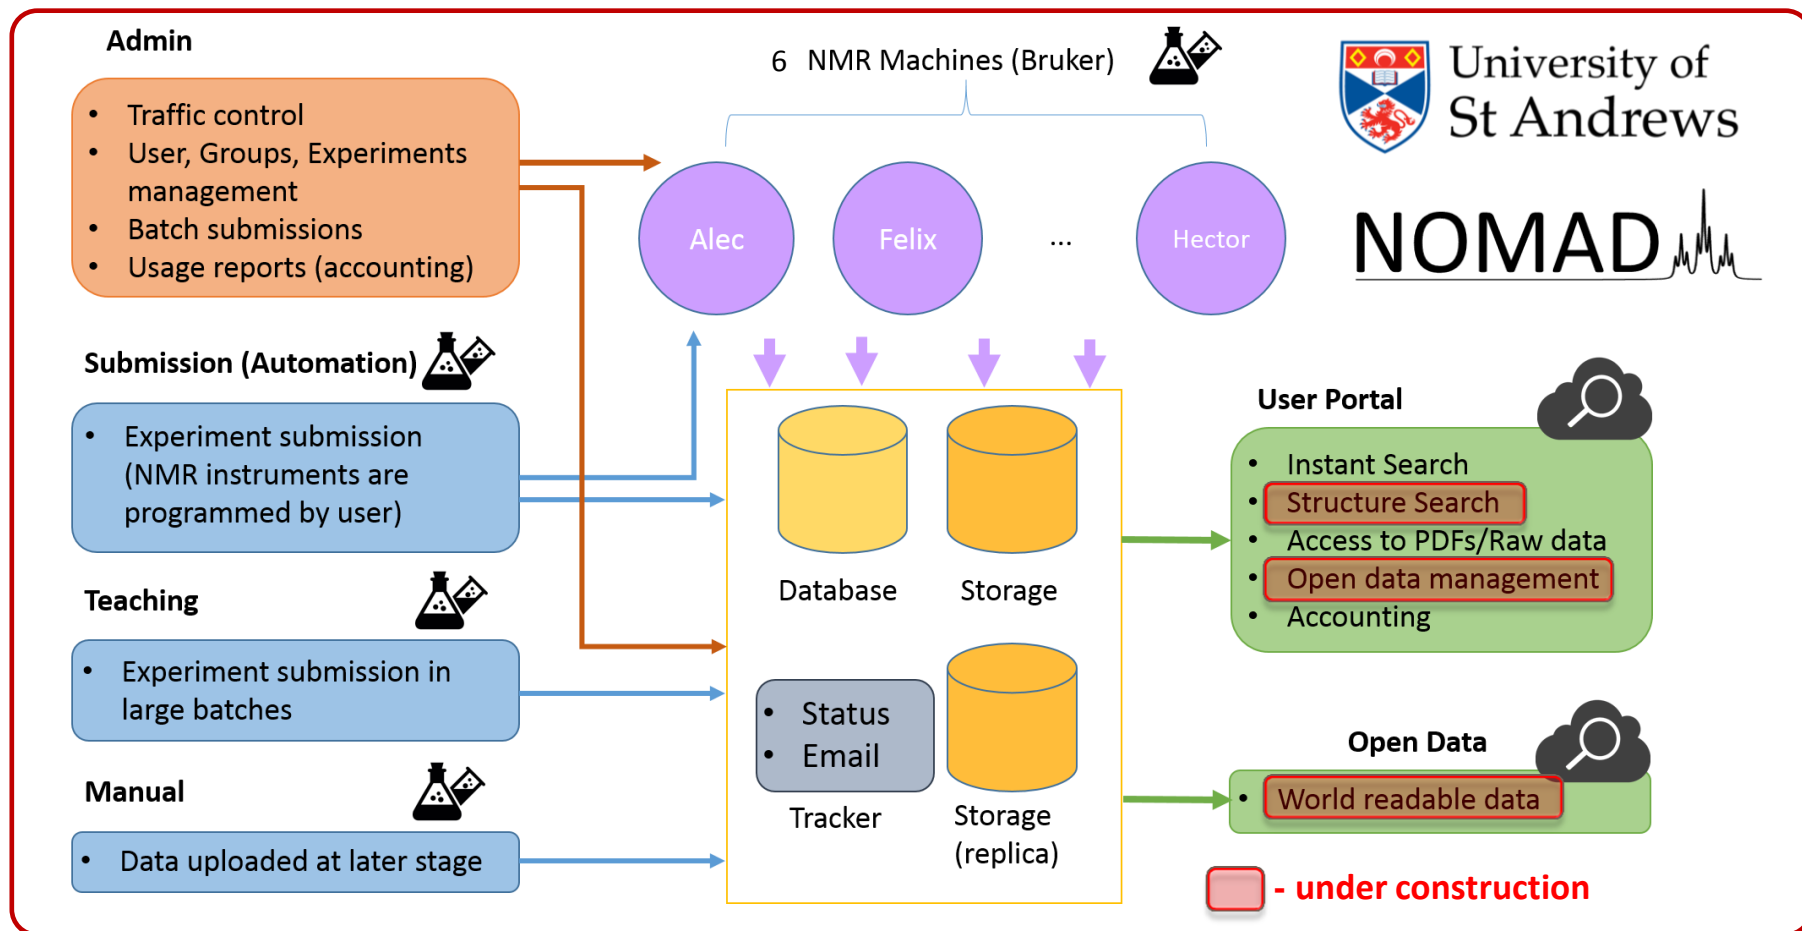 Admin
• Traffic control
• User, Groups, Experiments
management
• Batch submissions
• Usage reports (accounting)
6 NMR Machines (Bruker)
Alec
Felix
...
Hector
University of
St Andrews
NOMAD
Submission (Automation)
• Experiment submission
(NMR instruments are
programmed by user)
Teaching
• Experiment submission in
large batches
Manual
• Data uploaded at later stage
Database
Storage
• Status
• Email
Tracker
Storage
(replica)
User Portal
• Instant Search
• Structure Search
• Access to PDFs/Raw data
• Open data management
• Accounting
Open Data
• World readable data
- under construction